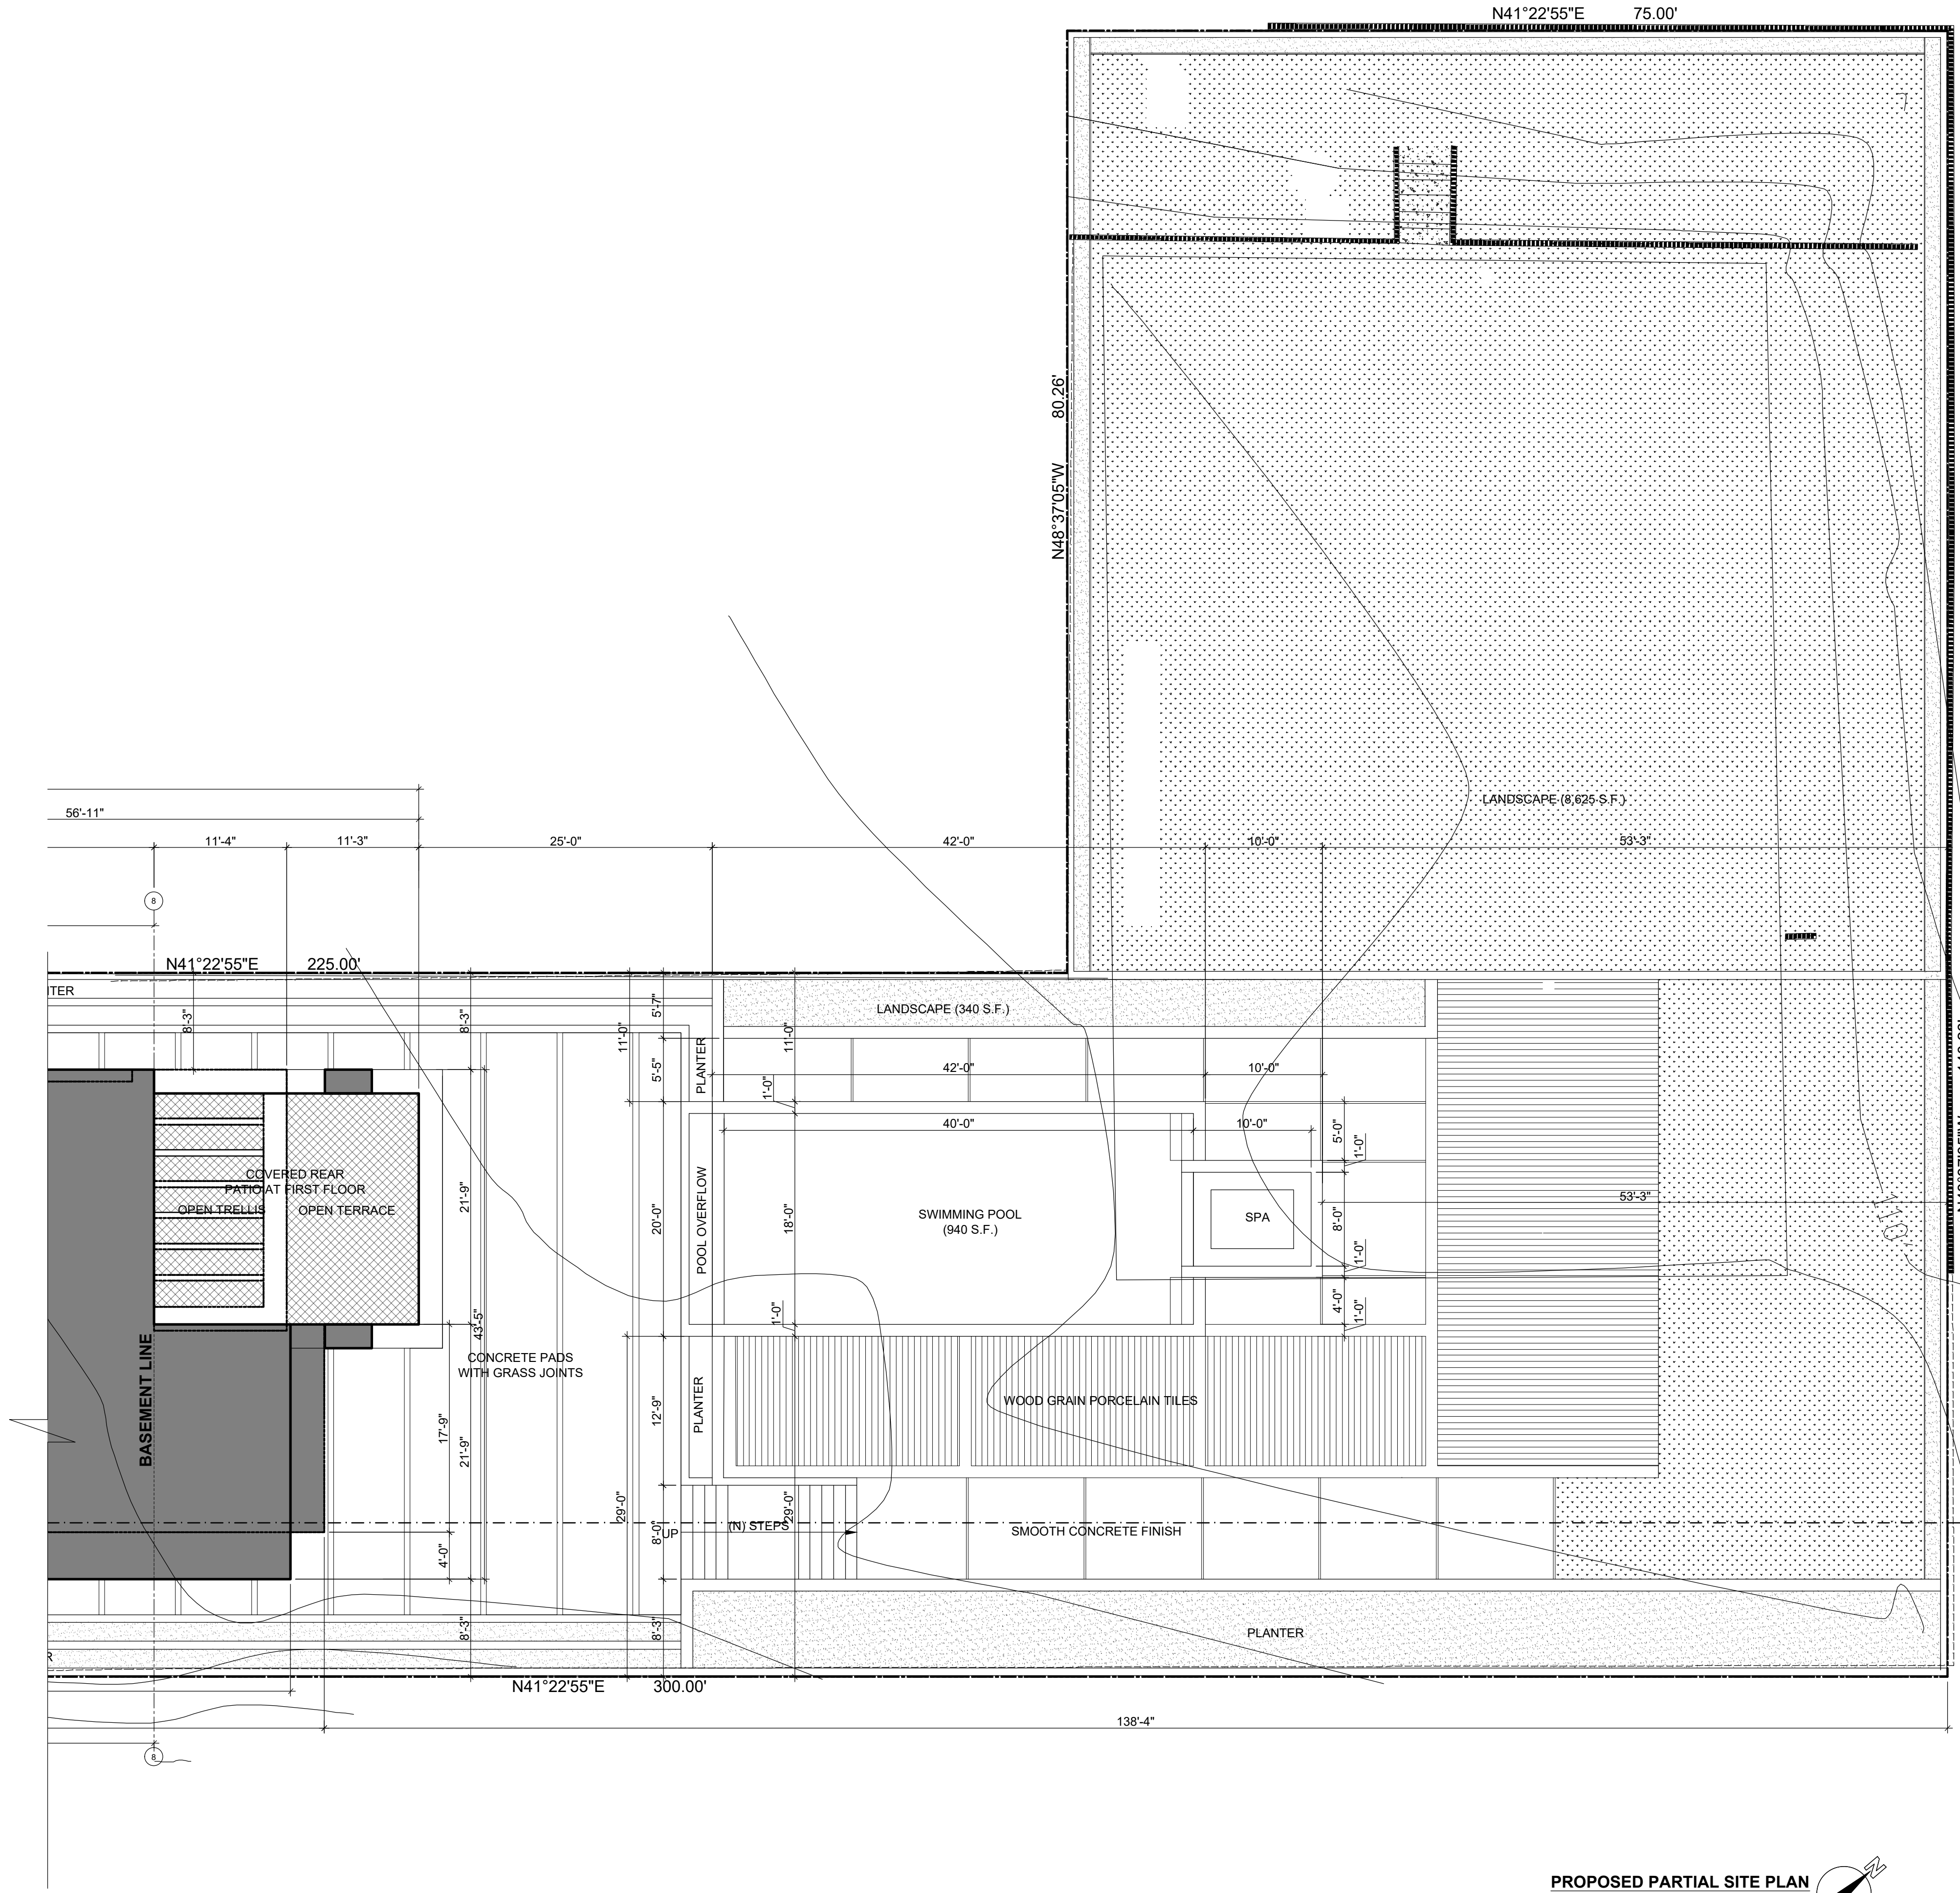 N41°22'55"E 75.00'
N48°37'05"W 80.26'
LANDSCAPE (8,625 S.F.)
56'-11"
11'-4"
11'-3"
25'-0"
42'-0"
10'-0"
53'-3"
8
N41°22'55"E 225.00'
8'-3"
8'-3"
11'-0"
5'-7"
11'-0"
LANDSCAPE (340 S.F.)
5'-5"
PLANTER
42'-0"
10'-0"
1'-0"
40'-0"
10'-0"
5'-0"
1'-0"
COVERED REAR
PATIO AT FIRST FLOOR
OPEN TRELLIS
OPEN TERRACE
21'-9"
20'-0"
POOL OVERFLOW
18'-0"
SWIMMING POOL
(940 S.F.)
SPA
8'-0"
53'-3"
110
1'-0"
4'-0"
1'-0"
1'-0"
43'-5"
BASEMENT LINE
CONCRETE PADS
WITH GRASS JOINTS
17'-9"
21'-9"
12'-9"
PLANTER
WOOD GRAIN PORCELAIN TILES
29'-0"
29'-0"
8'-0"
UP
(N) STEPS
SMOOTH CONCRETE FINISH
4'-0"
8'-3"
8'-3"
PLANTER
N41°22'55"E 300.00'
138'-4"
8
PROPOSED PARTIAL SITE PLAN
N